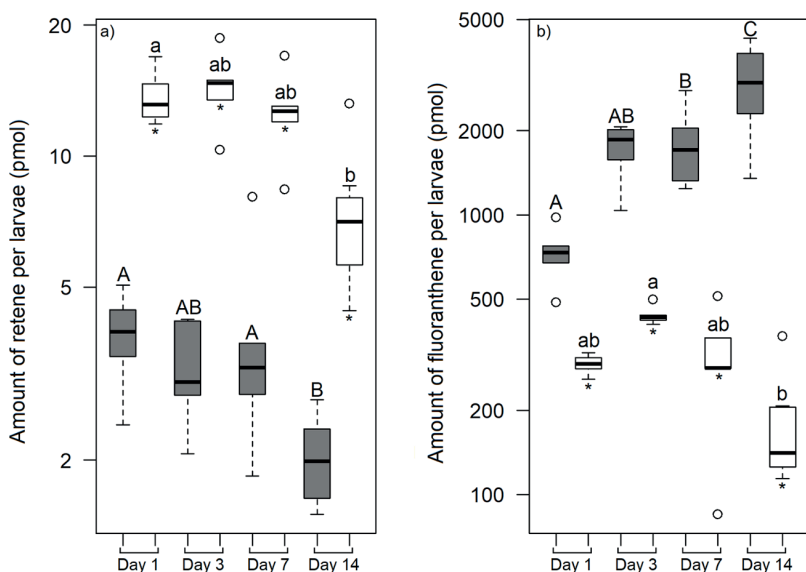 a)
Amount of retene per larvae (pmol)
20
10
5
2
A
a
*
AB
ab
*
A
ab
*
B
b
*
Day 1 Day 3 Day 7 Day 14
b)
Amount of fluoranthene per larvae (pmol)
5000
2000
1000
500
200
100
A
ab
*
AB
a
*
B
ab
*
C
b
*
Day 1 Day 3 Day 7 Day 14